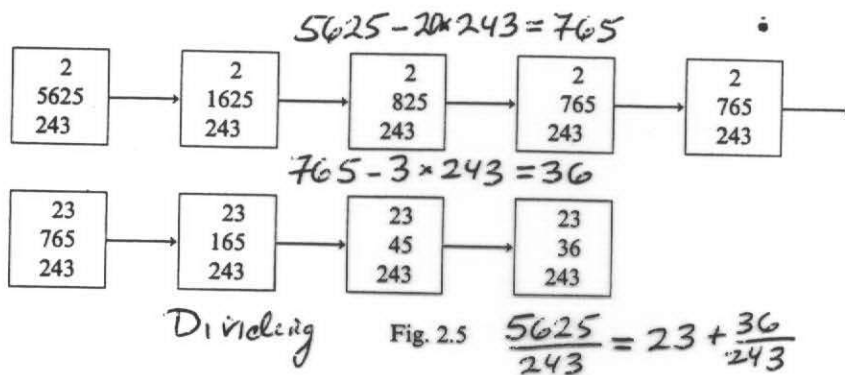 5625 - 20 × 243 = 765
2 2 2 2 2
5625 1625 825 765 765
243 243 243 243 243
765 - 3 × 243 = 36
23 23 23 23
765 165 45 36
243 243 243 243
Dividing Fig. 2.5 5625/243 = 23 + 36/243